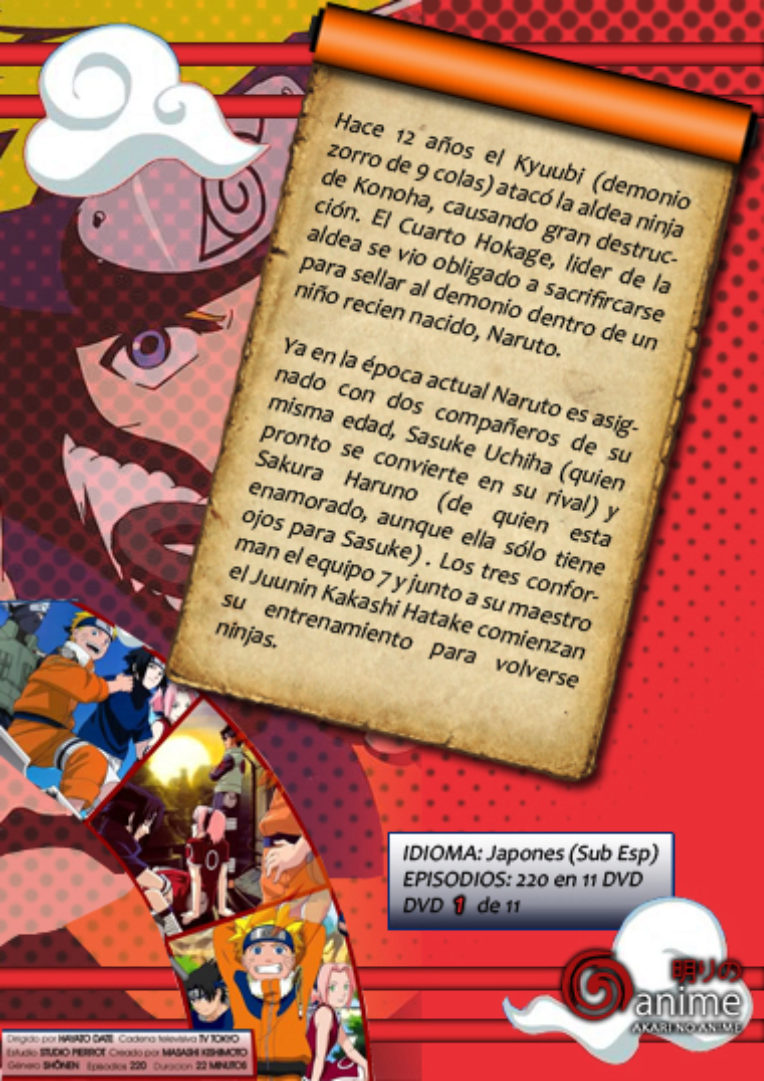 Hace 12 años el Kyuubi (demonio
zorro de 9 colas) atacó la aldea ninja
de Konoha, causando gran destruc-
ción. El Cuarto Hokage, lider de la
aldea se vio obligado a sacrifircarse
para sellar al demonio dentro de un
niño recien nacido, Naruto.
Ya en la época actual Naruto es asig-
nado con dos compañeros de su
misma edad, Sasuke Uchiha (quien
pronto se convierte en su rival) y
Sakura Haruno (de quien esta
enamorado, aunque ella sólo tiene
ojos para Sasuke) . Los tres confor-
man el equipo 7 y junto a su maestro
el Juunin Kakashi Hatake comienzan
su entrenamiento para volverse
ninjas.
IDIOMA: Japones (Sub Esp)
EPISODIOS: 220 en 11 DVD
DVD 1 de 11
明りの
anime
AKARI NO ANIME
Dirigido por HAYATO DATE Cadena televisiva TV TOKYO
Estudio STUDIO PIERROT Creado por MASASHI KISHIMOTO
Género SHŌNEN Episodios 220 Duracion 22 MINUTOS